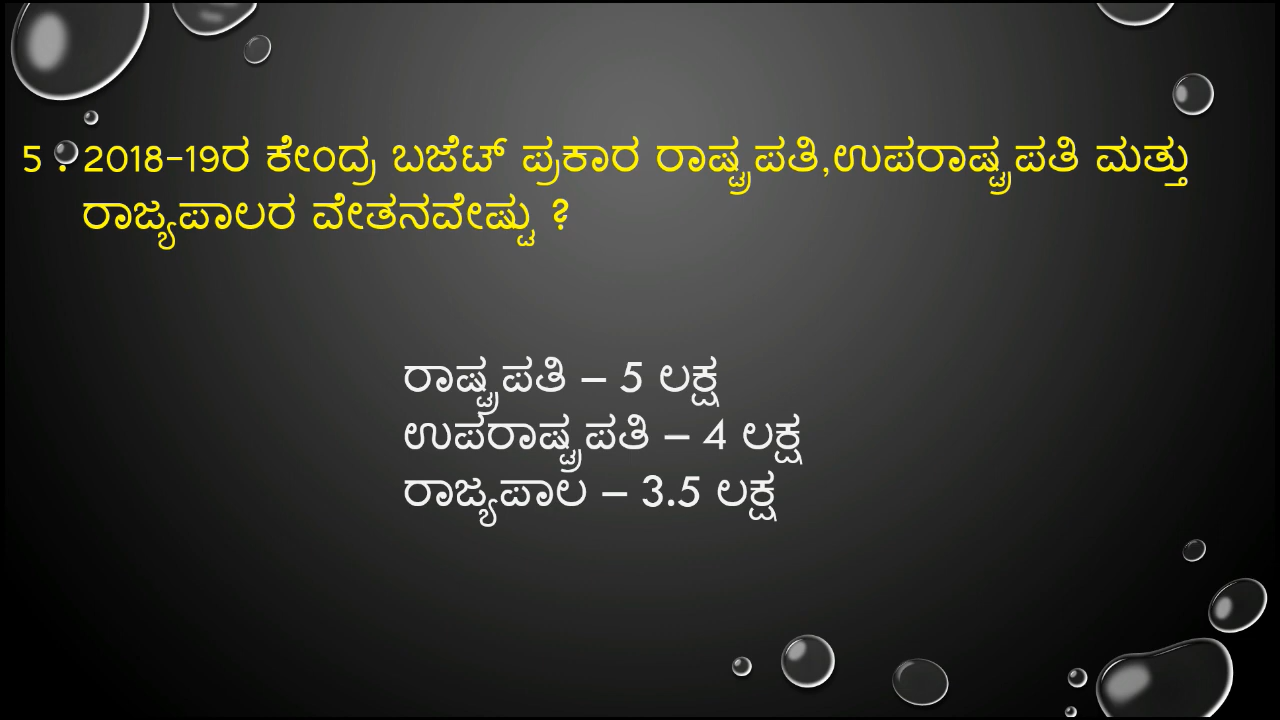 5 . 2018-19ರ ಕೇಂದ್ರ ಬಜೆಟ್ ಪ್ರಕಾರ ರಾಷ್ಟ್ರಪತಿ,ಉಪರಾಷ್ಟ್ರಪತಿ ಮತ್ತು
ರಾಜ್ಯಪಾಲರ ವೇತನವೇಷ್ಟು ?
ರಾಷ್ಟ್ರಪತಿ – 5 ಲಕ್ಷ
ಉಪರಾಷ್ಟ್ರಪತಿ – 4 ಲಕ್ಷ
ರಾಜ್ಯಪಾಲ – 3.5 ಲಕ್ಷ